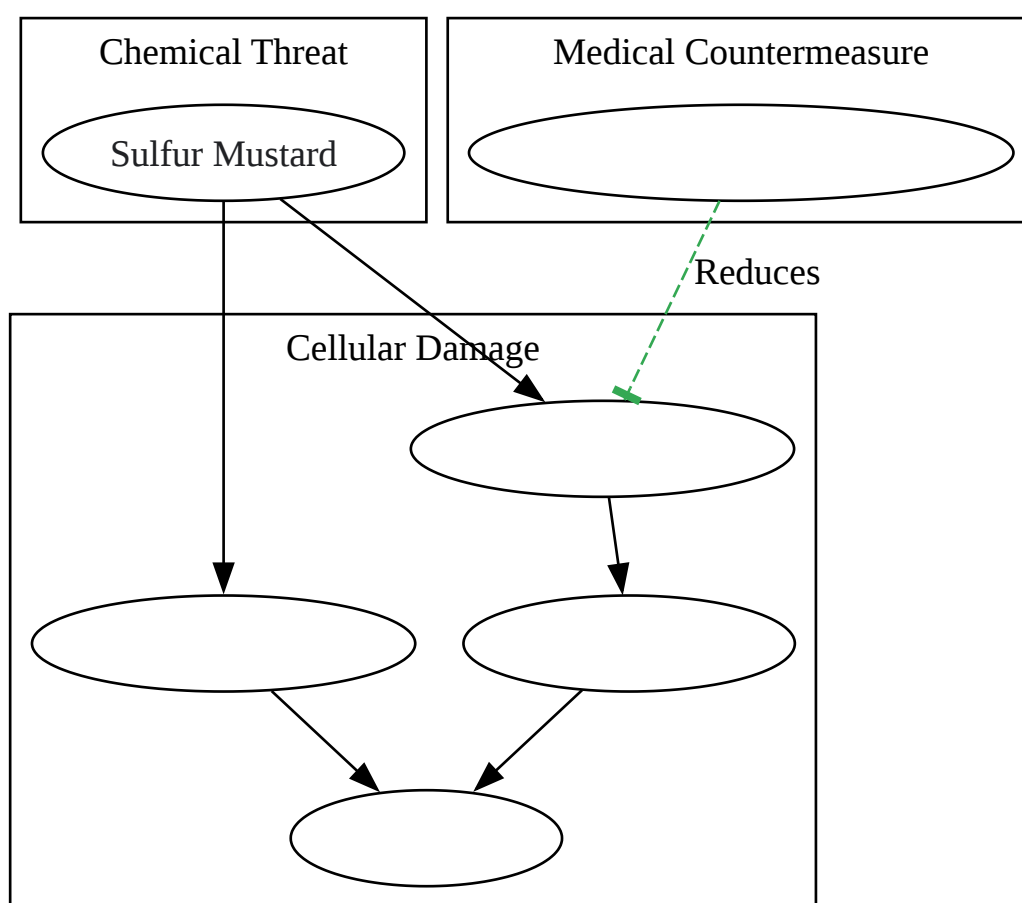 Chemical Threat
Medical Countermeasure
Sulfur Mustard
Reduces
Cellular Damage